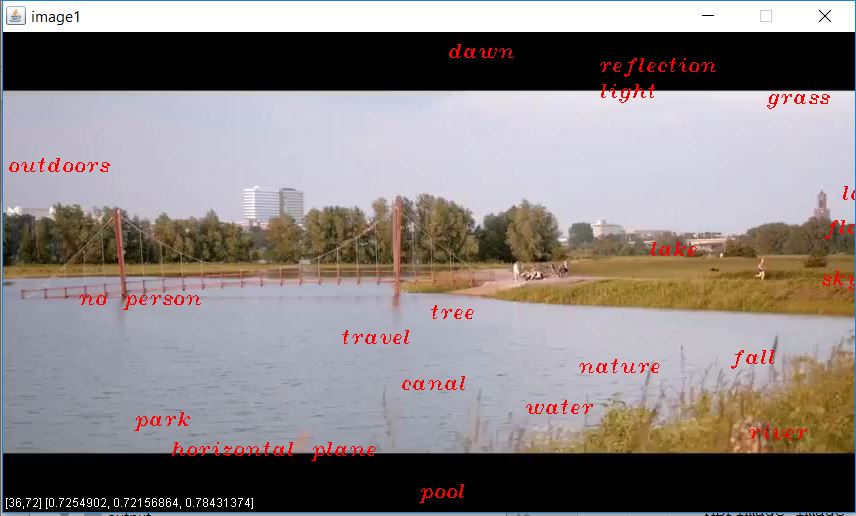 image1
dawn
reflection
light
grass
outdoors
lake
no person
tree
travel
fall
nature
canal
water
park
river
horizontal plane
pool
[36,72] [0.7254902, 0.72156864, 0.78431374]